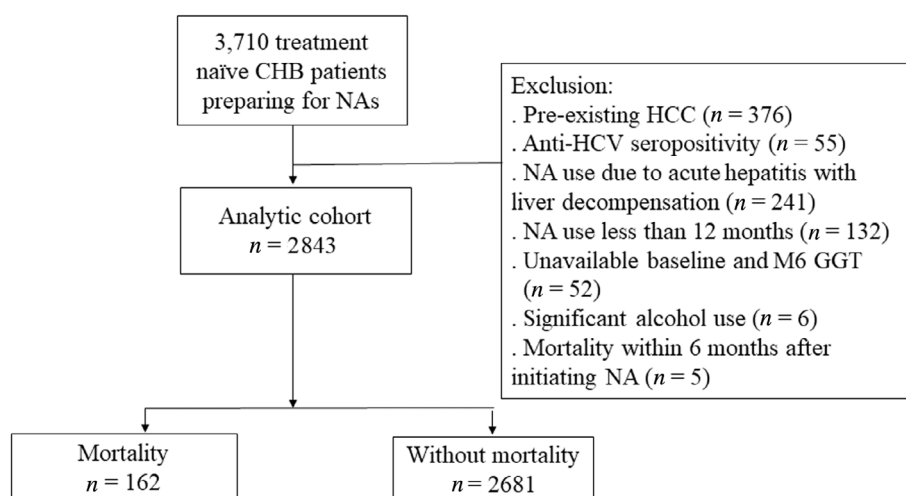 3,710 treatment
naïve CHB patients
preparing for NAs
Exclusion:
. Pre-existing HCC (n = 376)
. Anti-HCV seropositivity (n = 55)
. NA use due to acute hepatitis with
liver decompensation (n = 241)
. NA use less than 12 months (n = 132)
. Unavailable baseline and M6 GGT
(n = 52)
. Significant alcohol use (n = 6)
. Mortality within 6 months after
initiating NA (n = 5)
Analytic cohort
n = 2843
Mortality
n = 162
Without mortality
n = 2681